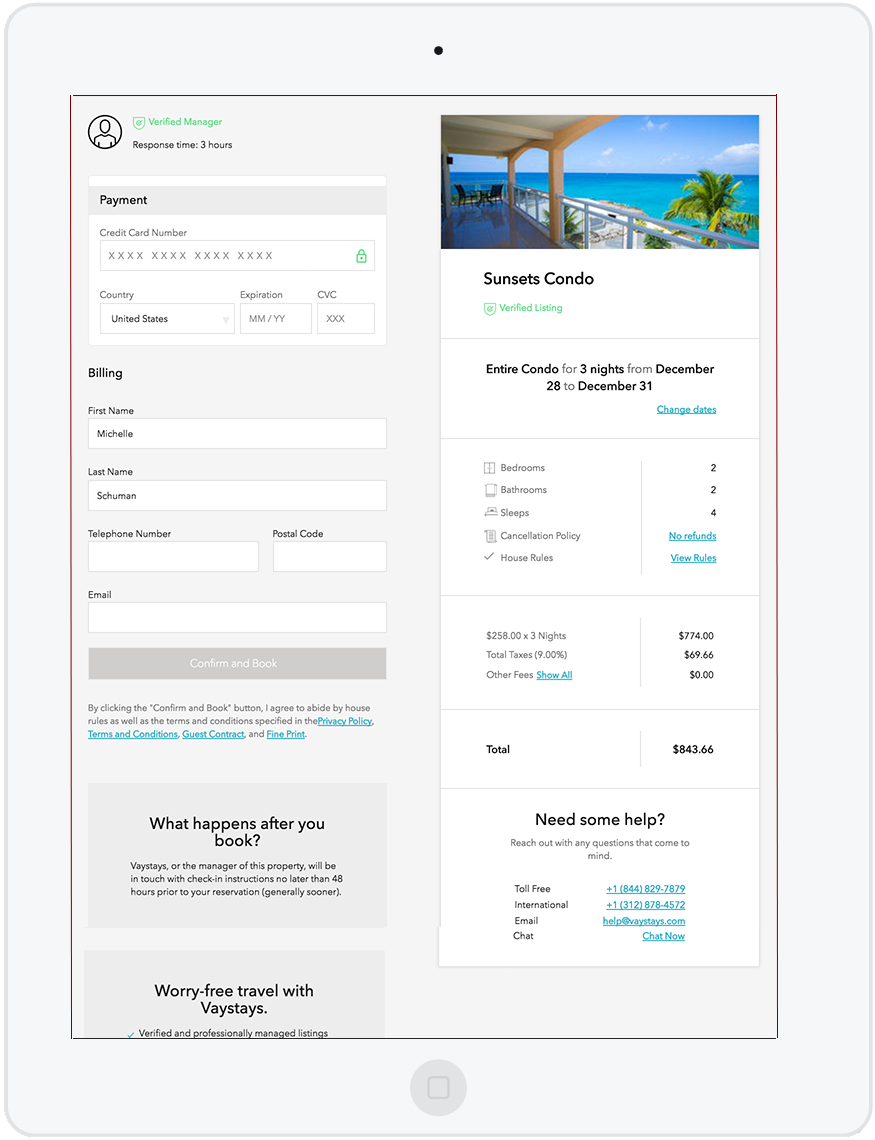 Verified Manager
Response time: 3 hours
Payment
Credit Card Number
XXXX XXXX XXXX XXXX
Country Expiration CVC
United States MM / YY XXX
Billing
First Name
Michelle
Last Name
Schuman
Telephone Number Postal Code
Email
Confirm and Book
By clicking the "Confirm and Book" button, I agree to abide by house
rules as well as the terms and conditions specified in thePrivacy Policy,
Terms and Conditions, Guest Contract, and Fine Print.
What happens after you
book?
Vaystays, or the manager of this property, will be
in touch with check-in instructions no later than 48
hours prior to your reservation (generally sooner).
Worry-free travel with
Vaystays.
Verified and professionally managed listings
Sunsets Condo
Verified Listing
Entire Condo for 3 nights from December
28 to December 31
Change dates
Bedrooms 2
Bathrooms 2
Sleeps 4
Cancellation Policy No refunds
House Rules View Rules
$258.00 x 3 Nights $774.00
Total Taxes (9.00%) $69.66
Other Fees Show All $0.00
Total $843.66
Need some help?
Reach out with any questions that come to
mind.
Toll Free +1 (844) 829-7879
International +1 (312) 878-4572
Email help@vaystays.com
Chat Chat Now